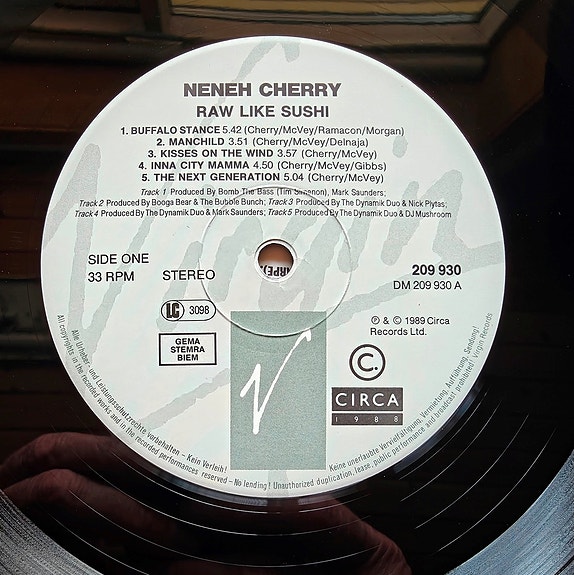 NENEH CHERRY
RAW LIKE SUSHI
1. BUFFALO STANCE 5.42 (Cherry/McVey/Ramacon/Morgan)
2. MANCHILD 3.51 (Cherry/McVey/Delnaja)
3. KISSES ON THE WIND 3.57 (Cherry/McVey)
4. INNA CITY MAMMA 4.50 (Cherry/McVey/Gibbs)
5. THE NEXT GENERATION 5.04 (Cherry/McVey)
Track 1 Produced By Bomb The Bass (Tim Simenon), Mark Saunders;
Track 2 Produced By Booga Bear & The Bubble Bunch; Track 3 Produced By The Dynamik Duo & Nick Plytas;
Track 4 Produced By The Dynamik Duo & Mark Saunders; Track 5 Produced By The Dynamik Duo & DJ Mushroom
SIDE ONE
33 RPM
STEREO
209 930
DM 209 930 A
LC 3098
GEMA
STEMRA
BIEM
℗ & © 1989 Circa
Records Ltd.
C.
CIRCA
1988
Virgin
V
Alle Urheber- und Leistungsschutzrechte vorbehalten - Kein Verleih! Keine unerlaubte Vervielfältigung, Vermietung, Aufführung, Sendung!
All copyrights in the recorded works and in the recorded performances reserved - No lending! Unauthorized duplication, lease, public performance and broadcast prohibited! Virgin Records